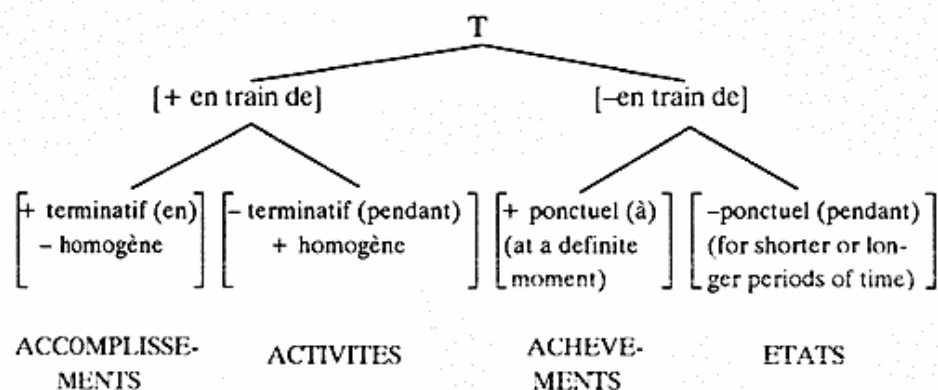 T
[+ en train de] [–en train de]
+ terminatif (en) – terminatif (pendant) + ponctuel (à) –ponctuel (pendant)
– homogène + homogène (at a definite (for shorter or lon-
moment) ger periods of time)
ACCOMPLISSE- ACTIVITES ACHEVE- ETATS
MENTS MENTS